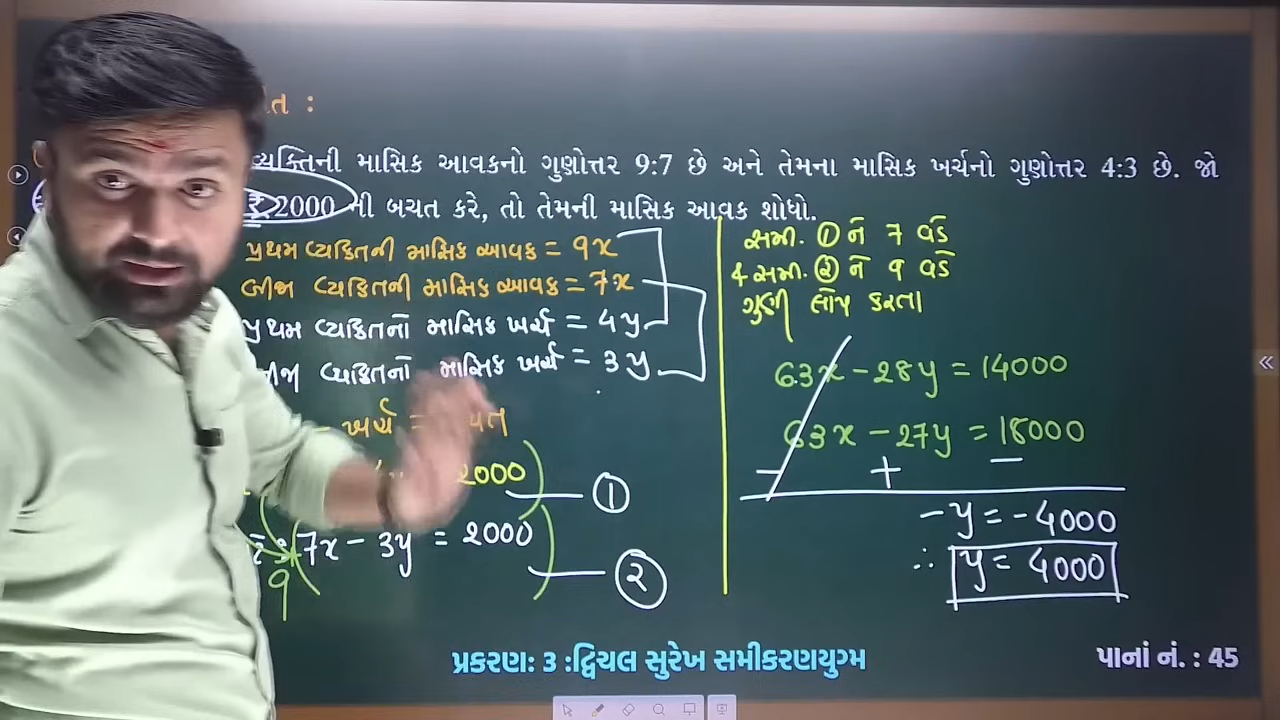 ત :
વ્યક્તિની માસિક આવકનો ગુણોત્તર 9:7 છે અને તેમના માસિક ખર્ચનો ગુણોત્તર 4:3 છે. જો
₹ 2000 ની બચત કરે, તો તેમની માસિક આવક શોધો.
પ્રથમ વ્યક્તિની માસિક આવક = ૯x
બીજી વ્યક્તિની માસિક આવક = 7x
પ્રથમ વ્યક્તિનો માસિક ખર્ચ = 4y
વ્યક્તિનો માસિક ખર્ચ = 3y
- ખર્ચ =
2000 ①
7x - 3y = 2000 ②
9
સમી. ① ને 7 વડે
& સમી. ② ને 9 વડે
ગુણી લોપ કરતા
63x - 28y = 14000
63x - 27y = 18000
- + -
-y = -4000
∴ y = 4000
પ્રકરણ: 3 :દ્વિચલ સુરેખ સમીકરણયુગ્મ
પાનાં નં. : 45